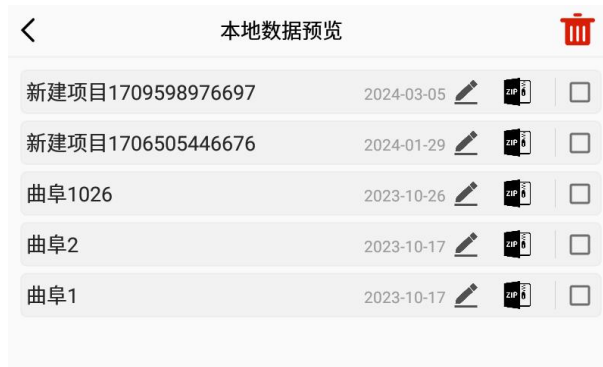 本地数据预览
新建项目1709598976697 2024-03-05 ZIP
新建项目1706505446676 2024-01-29 ZIP
曲阜1026 2023-10-26 ZIP
曲阜2 2023-10-17 ZIP
曲阜1 2023-10-17 ZIP